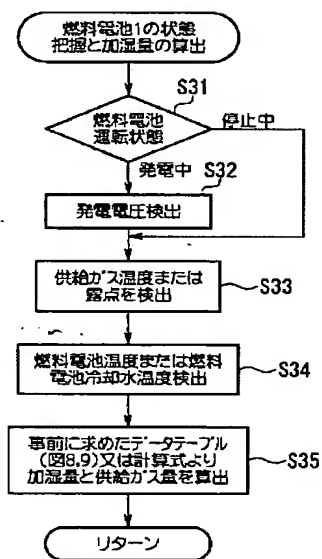 燃料電池1の状態
把握と加湿量の算出
S31
燃料電池
運転状態
停止中
発電中
S32
発電電圧検出
供給ガス温度または
露点を検出
S33
燃料電池温度または燃料
電池冷却水温度検出
S34
事前に求めたデータテーブル
(図8.9)又は計算式より
加湿量と供給ガス量を算出
S35
リターン